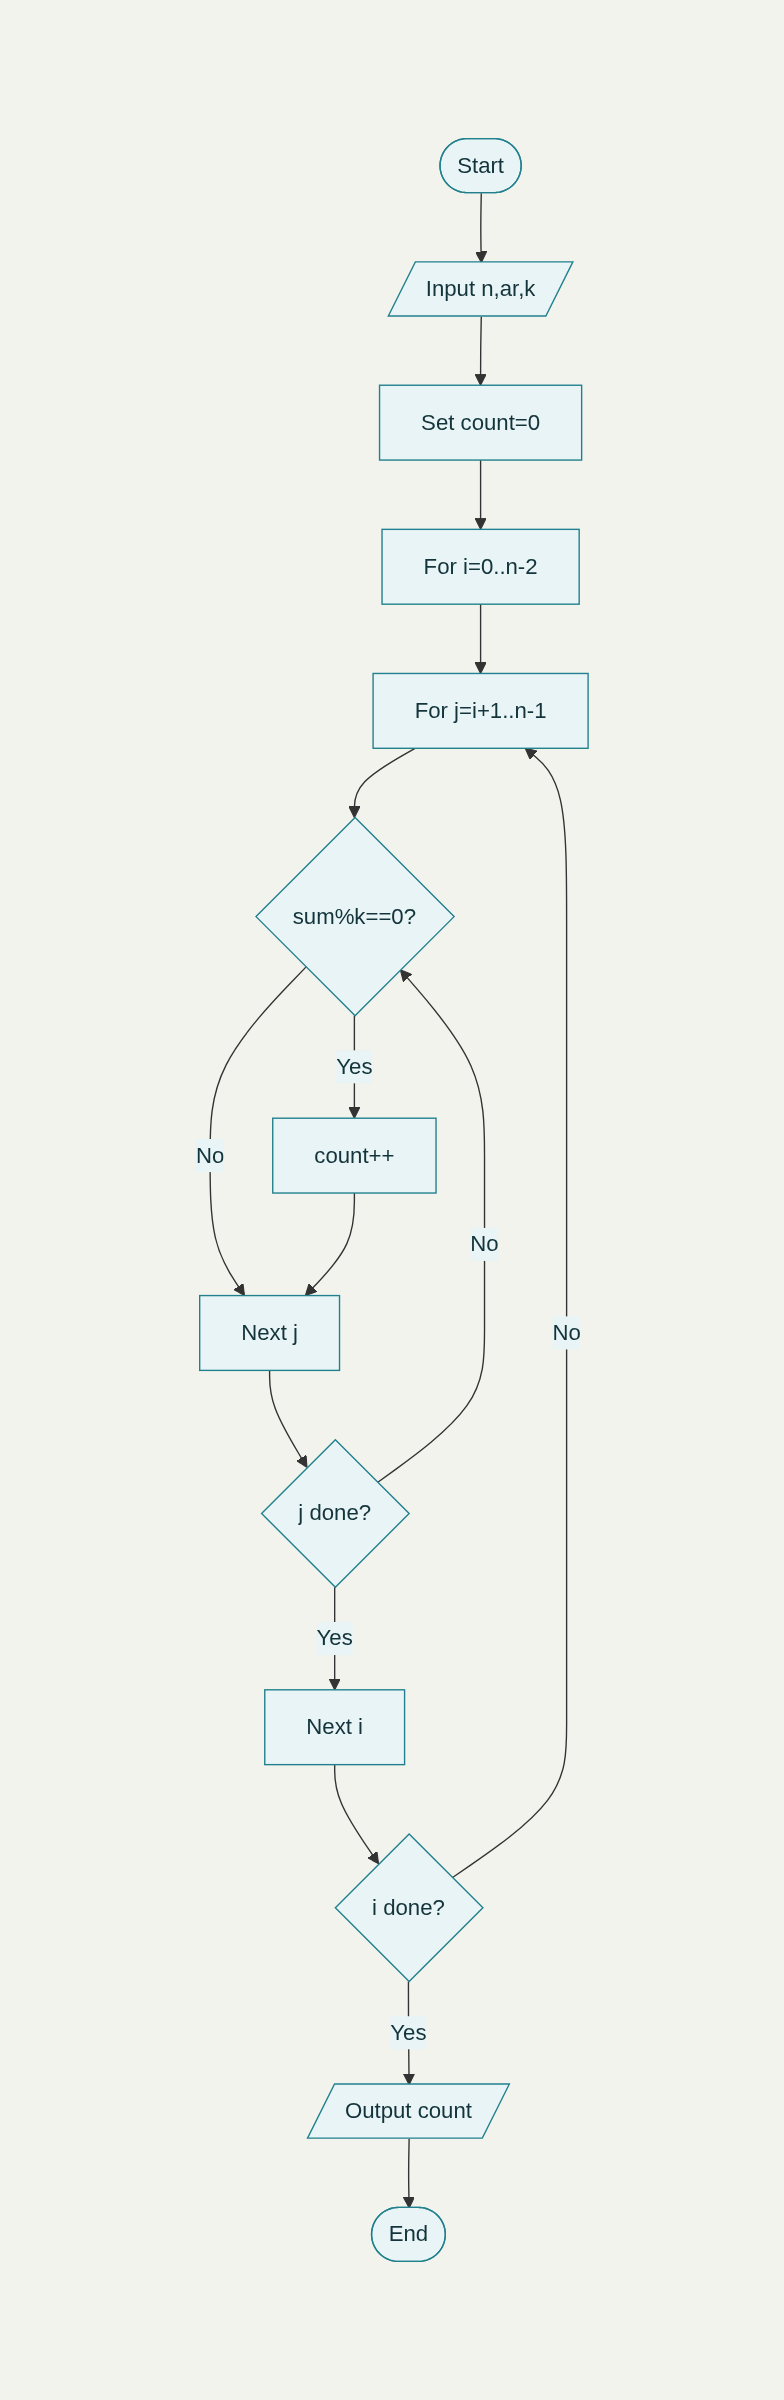 Start
Input n,ar,k
Set count=0
For i=0..n-2
For j=i+1..n-1
sum%k==0?
Yes
No
count++
No
Next j
No
j done?
Yes
Next i
i done?
Yes
Output count
End